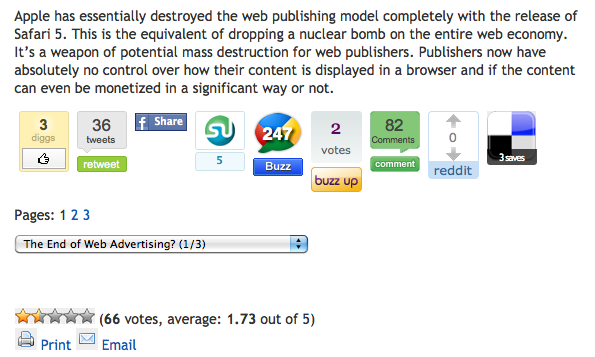 Apple has essentially destroyed the web publishing model completely with the release of
Safari 5. This is the equivalent of dropping a nuclear bomb on the entire web economy.
It’s a weapon of potential mass destruction for web publishers. Publishers now have
absolutely no control over how their content is displayed in a browser and if the content
can even be monetized in a significant way or not.
3
diggs
36
tweets
retweet
f Share
5
247
Buzz
2
votes
buzz up
82
Comments
comment
0
reddit
3 saves
Pages: 1 2 3
The End of Web Advertising? (1/3)
(66 votes, average: 1.73 out of 5)
Print Email